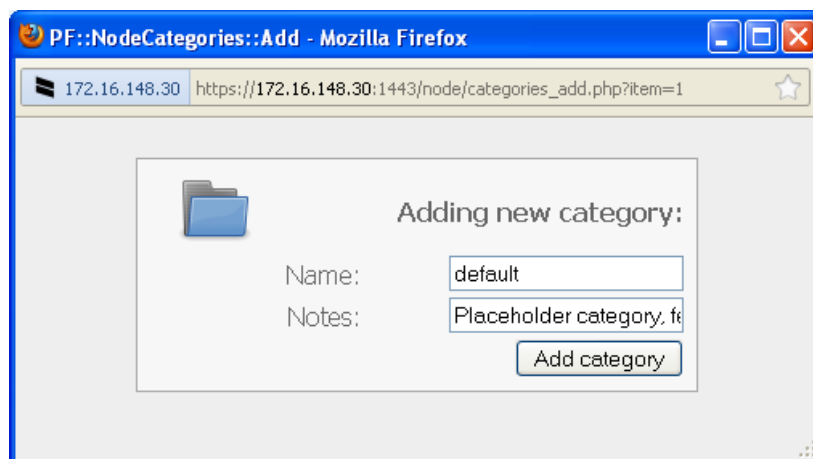 PF::NodeCategories::Add - Mozilla Firefox
172.16.148.30 https://172.16.148.30:1443/node/categories_add.php?item=1
Adding new category:
Name: default
Notes: Placeholder category,
Add category